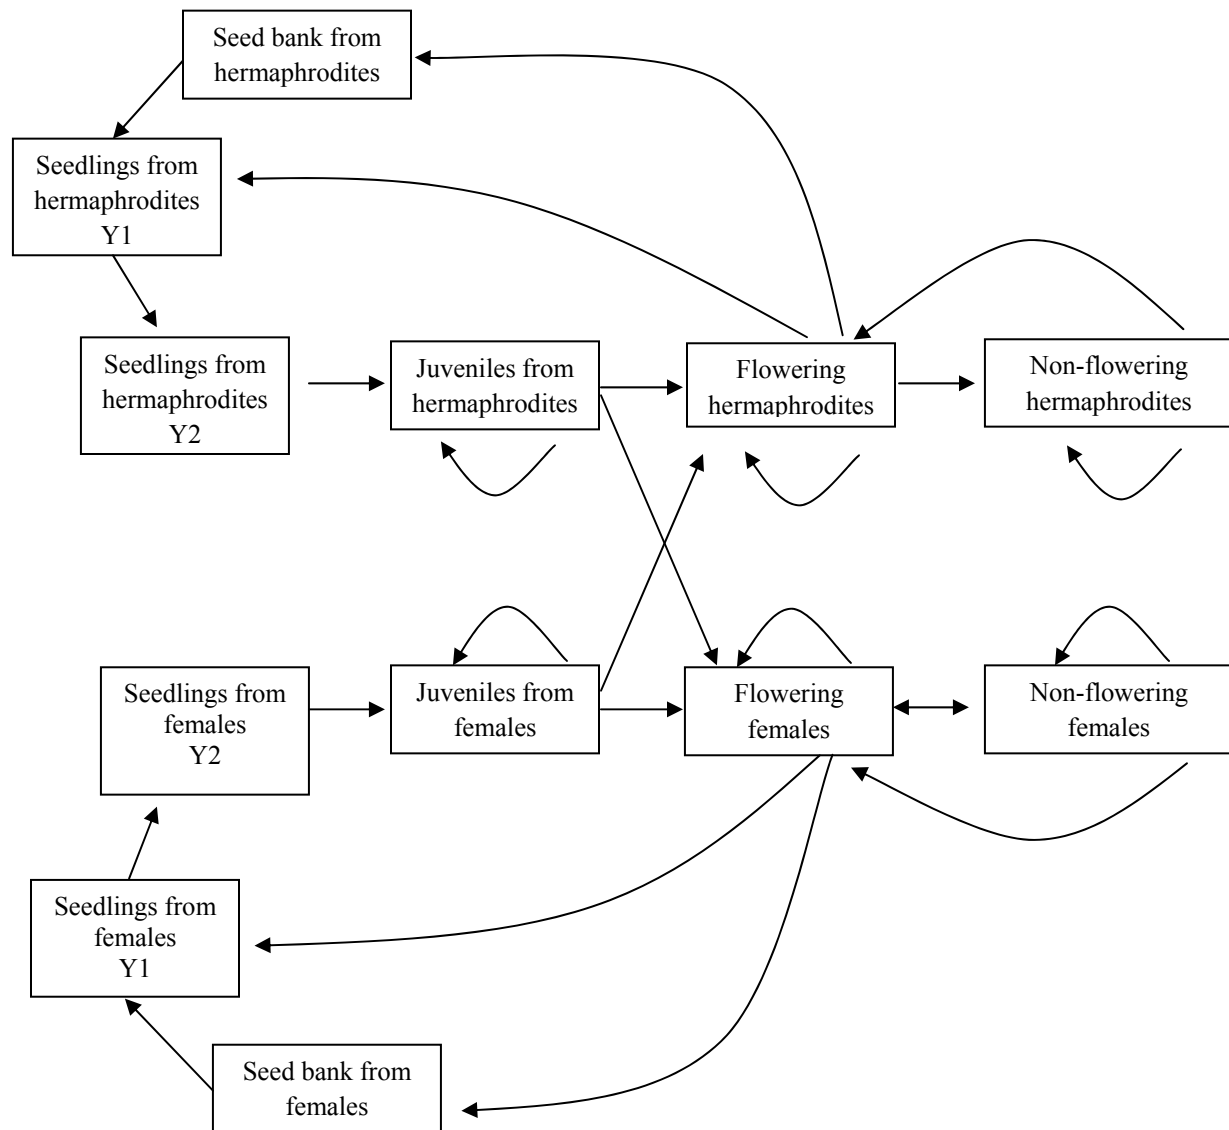 Seed bank from
hermaphrodites
Seedlings from
hermaphrodites
Y1
Seedlings from
hermaphrodites
Y2
Juveniles from
hermaphrodites
Flowering
hermaphrodites
Non-flowering
hermaphrodites
Seedlings from
females
Y2
Juveniles from
females
Flowering
females
Non-flowering
females
Seedlings from
females
Y1
Seed bank from
females